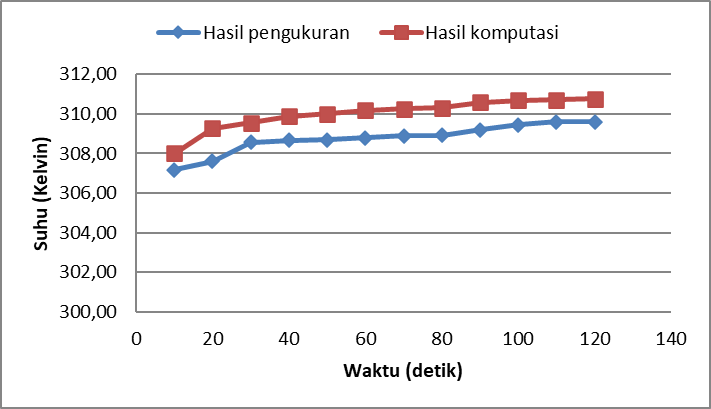 Hasil pengukuran Hasil komputasi
312,00
310,00
308,00
306,00
304,00
302,00
300,00
0 20 40 60 80 100 120 140
Suhu (Kelvin)
Waktu (detik)